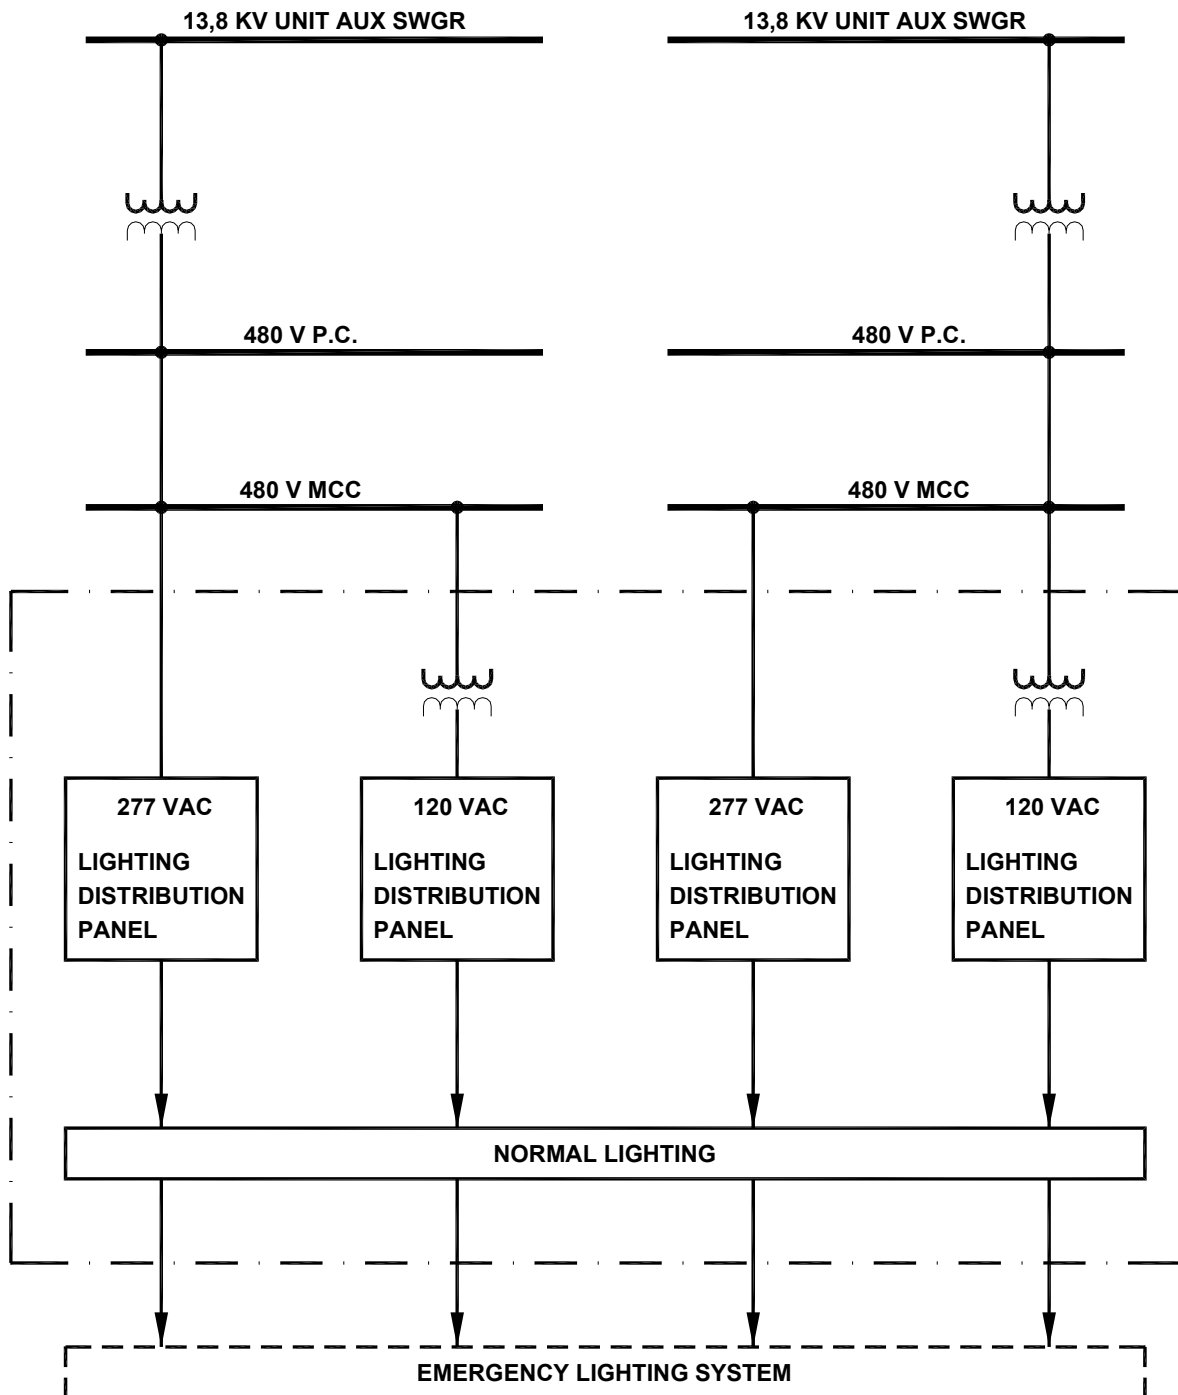 13,8 KV UNIT AUX SWGR
13,8 KV UNIT AUX SWGR
480 V P.C.
480 V P.C.
480 V MCC
480 V MCC
277 VAC
LIGHTING
DISTRIBUTION
PANEL
120 VAC
LIGHTING
DISTRIBUTION
PANEL
277 VAC
LIGHTING
DISTRIBUTION
PANEL
120 VAC
LIGHTING
DISTRIBUTION
PANEL
NORMAL LIGHTING
EMERGENCY LIGHTING SYSTEM